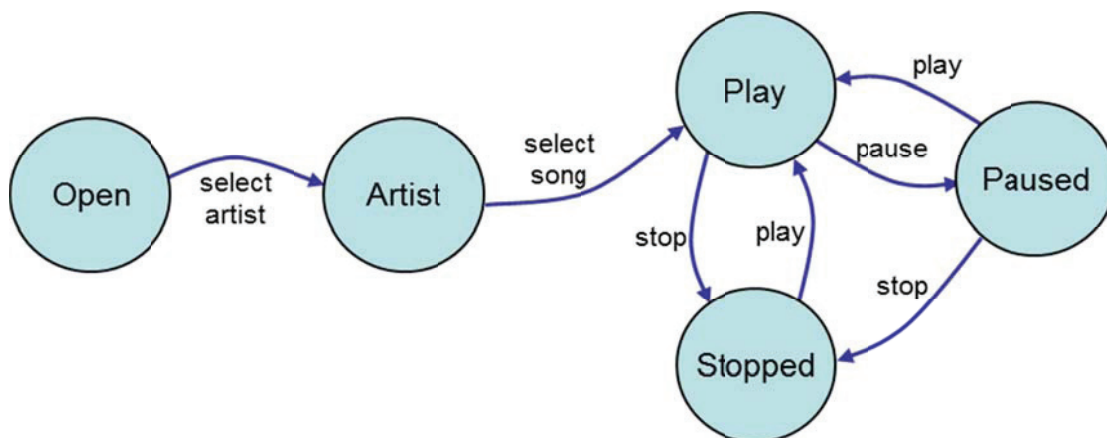 Open
select
artist
Artist
select
song
Play
play
pause
Paused
stop
play
stop
Stopped